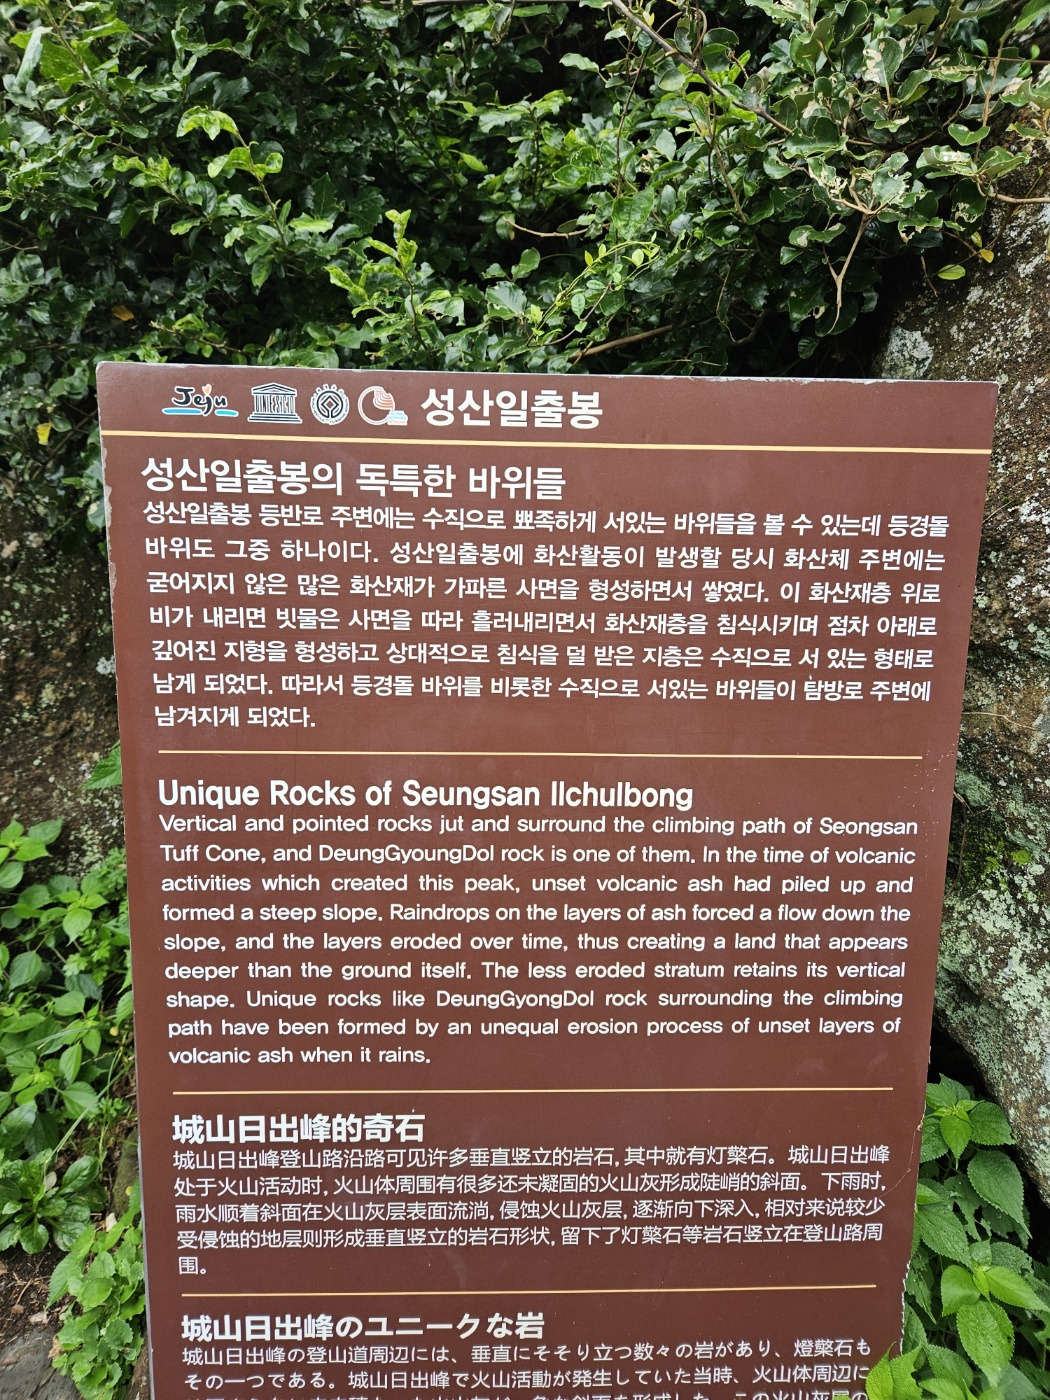 Jeju UNESCO 성산일출봉
성산일출봉의 독특한 바위들
성산일출봉 등반로 주변에는 수직으로 뾰족하게 서있는 바위들을 볼 수 있는데 등경돌
바위도 그중 하나이다. 성산일출봉에 화산활동이 발생할 당시 화산체 주변에는
굳어지지 않은 많은 화산재가 가파른 사면을 형성하면서 쌓였다. 이 화산재층 위로
비가 내리면 빗물은 사면을 따라 흘러내리면서 화산재층을 침식시키며 점차 아래로
깊어진 지형을 형성하고 상대적으로 침식을 덜 받은 지층은 수직으로 서 있는 형태로
남게 되었다. 따라서 등경돌 바위를 비롯한 수직으로 서있는 바위들이 탐방로 주변에
남겨지게 되었다.
Unique Rocks of Seungsan Ilchulbong
Vertical and pointed rocks jut and surround the climbing path of Seongsan
Tuff Cone, and DeungGyoungDol rock is one of them. In the time of volcanic
activities which created this peak, unset volcanic ash had piled up and
formed a steep slope. Raindrops on the layers of ash forced a flow down the
slope, and the layers eroded over time, thus creating a land that appears
deeper than the ground itself. The less eroded stratum retains its vertical
shape. Unique rocks like DeungGyongDol rock surrounding the climbing
path have been formed by an unequal erosion process of unset layers of
volcanic ash when it rains.
城山日出峰的奇石
城山日出峰登山路沿路可见许多垂直竖立的岩石, 其中就有灯檠石。城山日出峰
处于火山活动时, 火山体周围有很多还未凝固的火山灰形成陡峭的斜面。下雨时,
雨水顺着斜面在火山灰层表面流淌, 侵蚀火山灰层, 逐渐向下深入, 相对来说较少
受侵蚀的地层则形成垂直竖立的岩石形状, 留下了灯檠石等岩石竖立在登山路周
围。
城山日出峰のユニークな岩
城山日出峰の登山道周辺には、垂直にそそり立つ数々の岩があり、燈檠石も
その一つである。城山日出峰で火山活動が発生していた当時、火山体周辺に